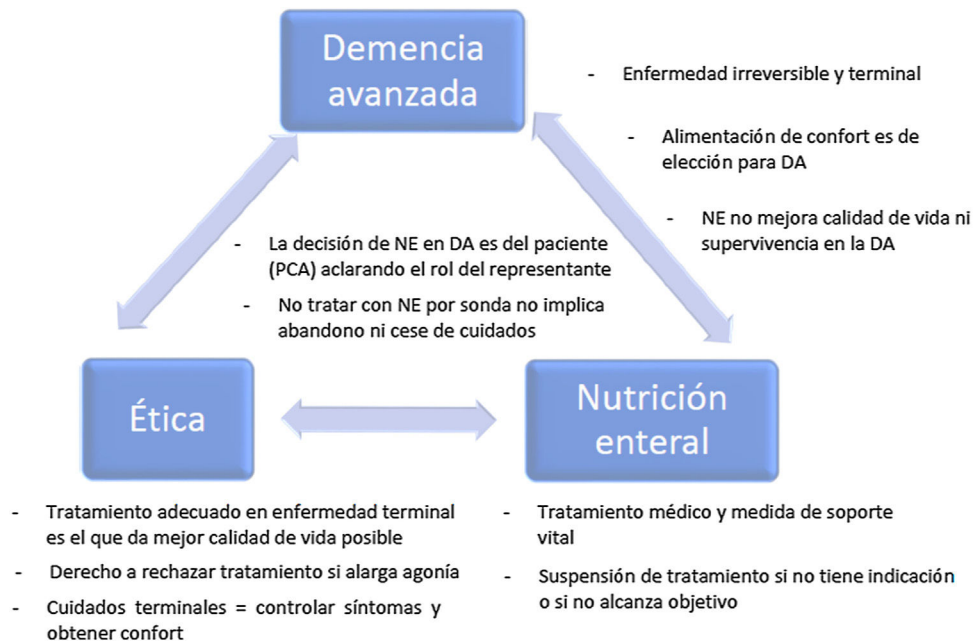 Demencia
avanzada
- Enfermedad irreversible y terminal
- Alimentación de confort es de
elección para DA
- NE no mejora calidad de vida ni
supervivencia en la DA
- La decisión de NE en DA es del paciente
(PCA) aclarando el rol del representante
- No tratar con NE por sonda no implica
abandono ni cese de cuidados
Ética
Nutrición
enteral
- Tratamiento adecuado en enfermedad terminal
es el que da mejor calidad de vida posible
- Derecho a rechazar tratamiento si alarga agonía
- Cuidados terminales = controlar síntomas y
obtener confort
- Tratamiento médico y medida de soporte
vital
- Suspensión de tratamiento si no tiene indicación
o si no alcanza objetivo